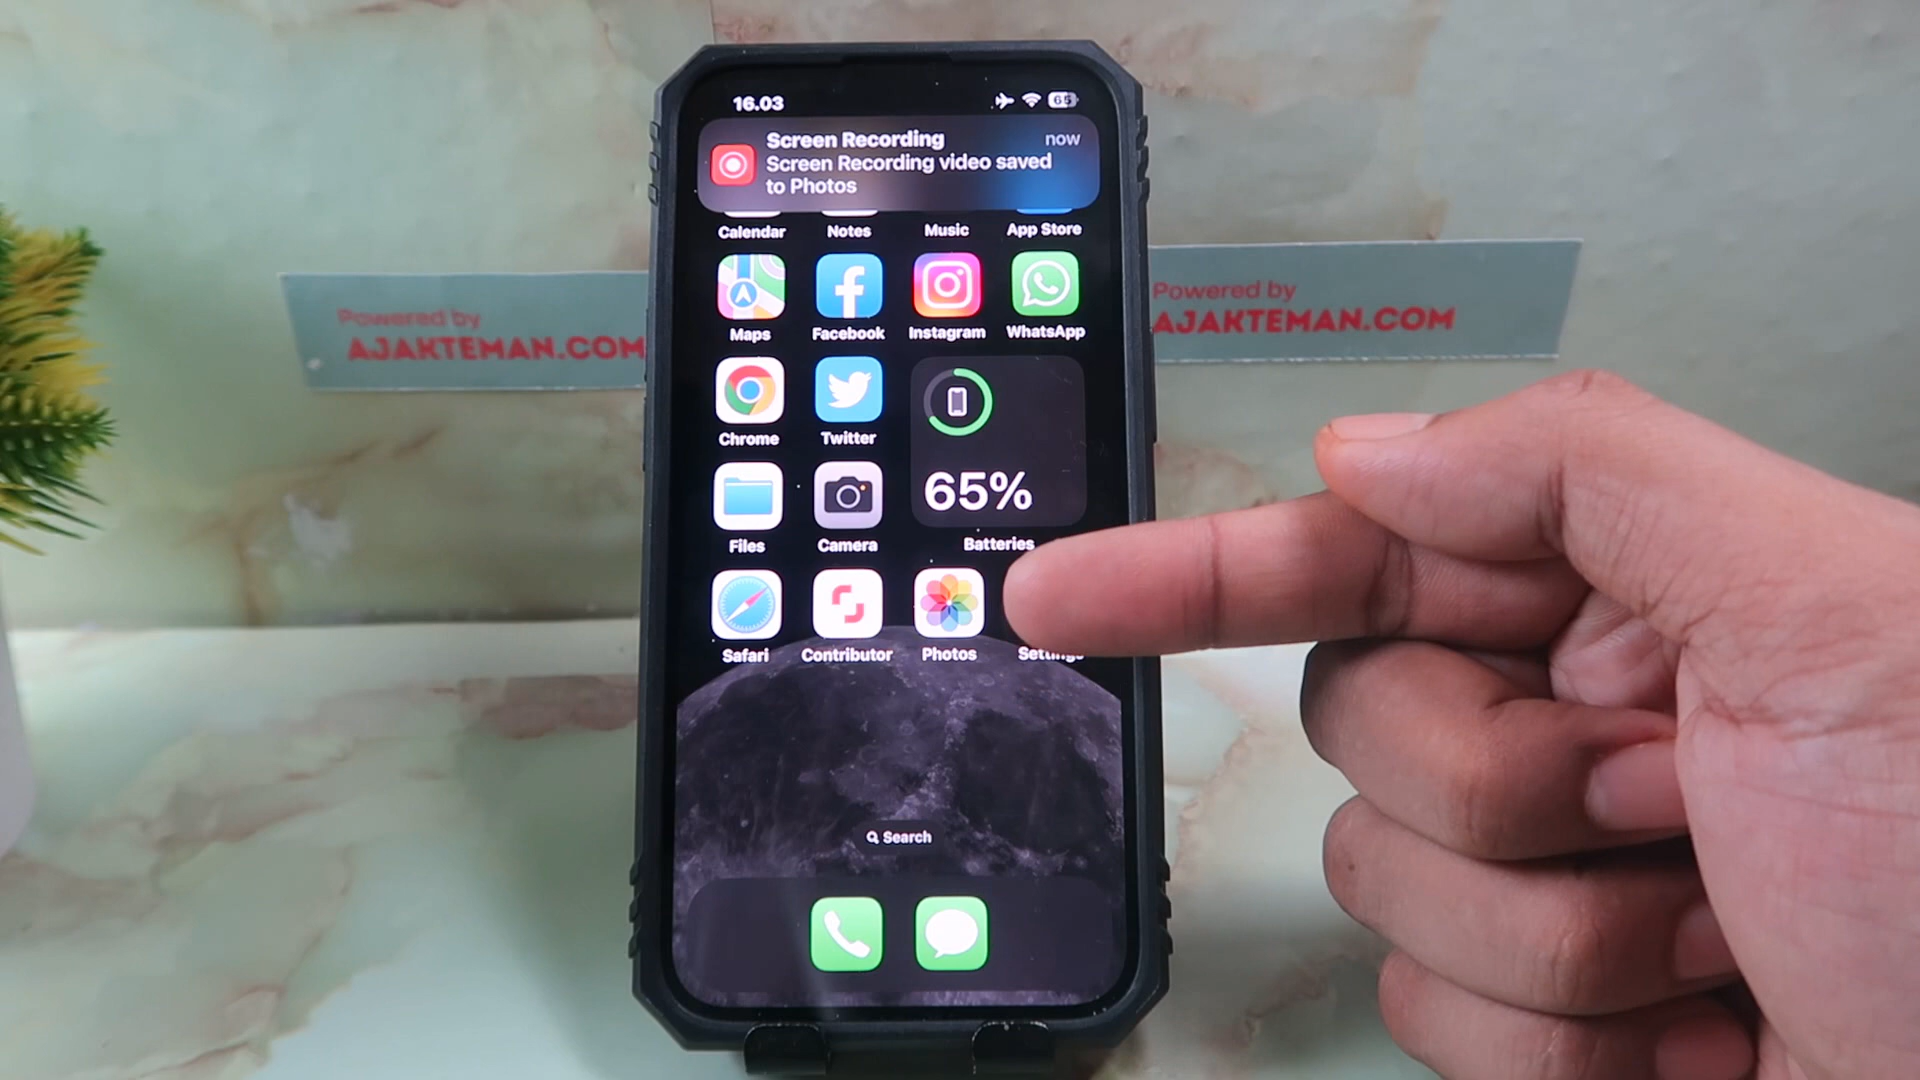 16.03
65
Screen Recording
now
Screen Recording video saved
to Photos
Calendar
Notes
Music
App Store
Maps
Facebook
Instagram
WhatsApp
Chrome
Twitter
65%
Files
Camera
Batteries
Safari
Contributor
Photos
Settings
Search
Powered by
AJAKTEMAN.COM
Powered by
AJAKTEMAN.COM